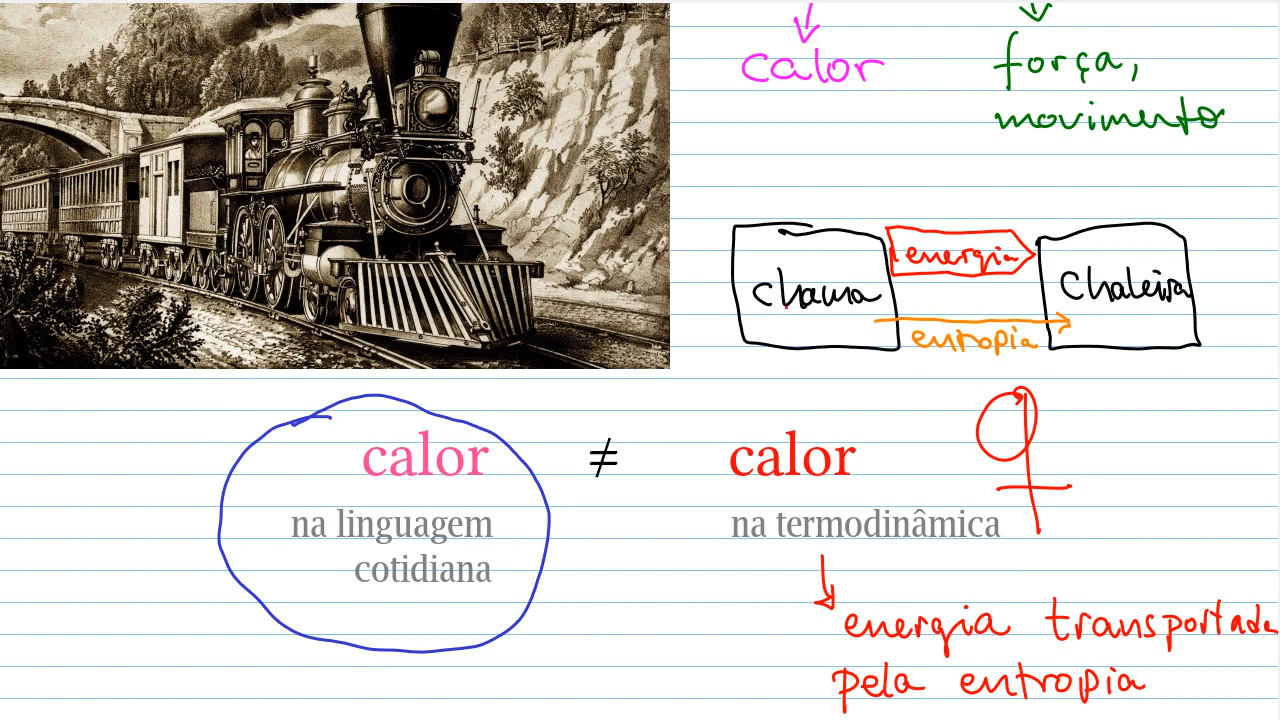 calor
força,
movimento
chama
energia
chaleira
entropia
calor ≠ calor q
na linguagem
cotidiana
na termodinâmica
energia transportada
pela entropia